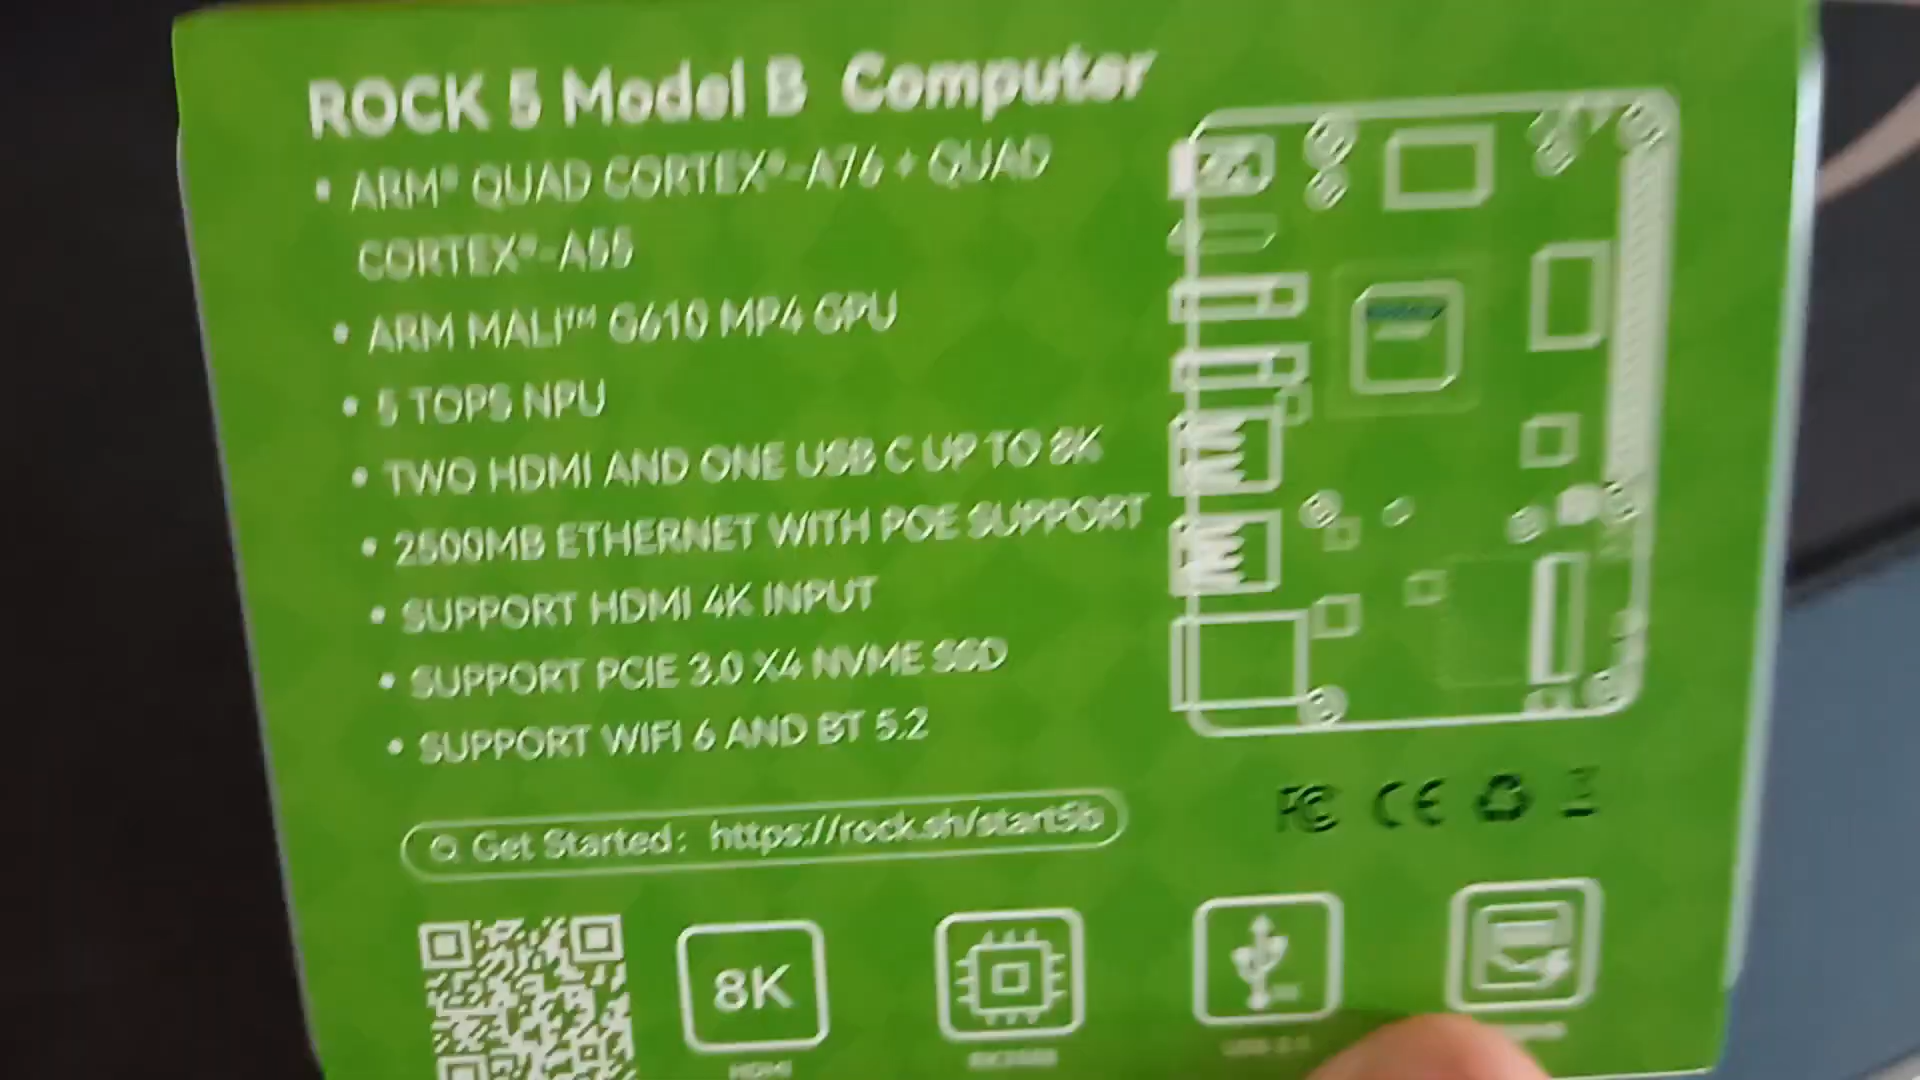 ROCK 5 Model B Computer
• ARM® QUAD CORTEX®-A76 + QUAD
CORTEX®-A55
• ARM MALI™ G610 MP4 GPU
• 5 TOPS NPU
• TWO HDMI AND ONE USB C UP TO 8K
• 2500MB ETHERNET WITH POE SUPPORT
• SUPPORT HDMI 4K INPUT
• SUPPORT PCIE 3.0 X4 NVME SSD
• SUPPORT WIFI 6 AND BT 5.2
Get Started: https://rock.sh/start5b
FC CE
8K
HDMI